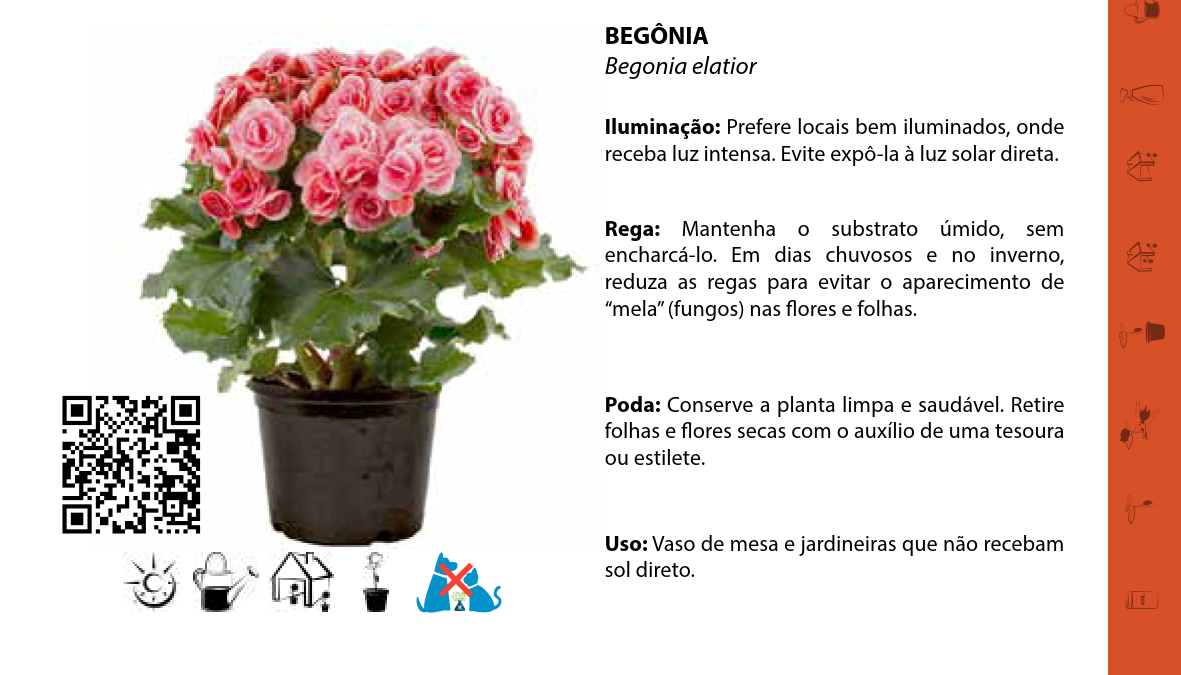 BEGÔNIA
Begonia elatior
Iluminação: Prefere locais bem iluminados, onde
receba luz intensa. Evite expô-la à luz solar direta.
Rega: Mantenha o substrato úmido, sem
encharcá-lo. Em dias chuvosos e no inverno,
reduza as regas para evitar o aparecimento de
“mela” (fungos) nas flores e folhas.
Poda: Conserve a planta limpa e saudável. Retire
folhas e flores secas com o auxílio de uma tesoura
ou estilete.
Uso: Vaso de mesa e jardineiras que não recebam
sol direto.